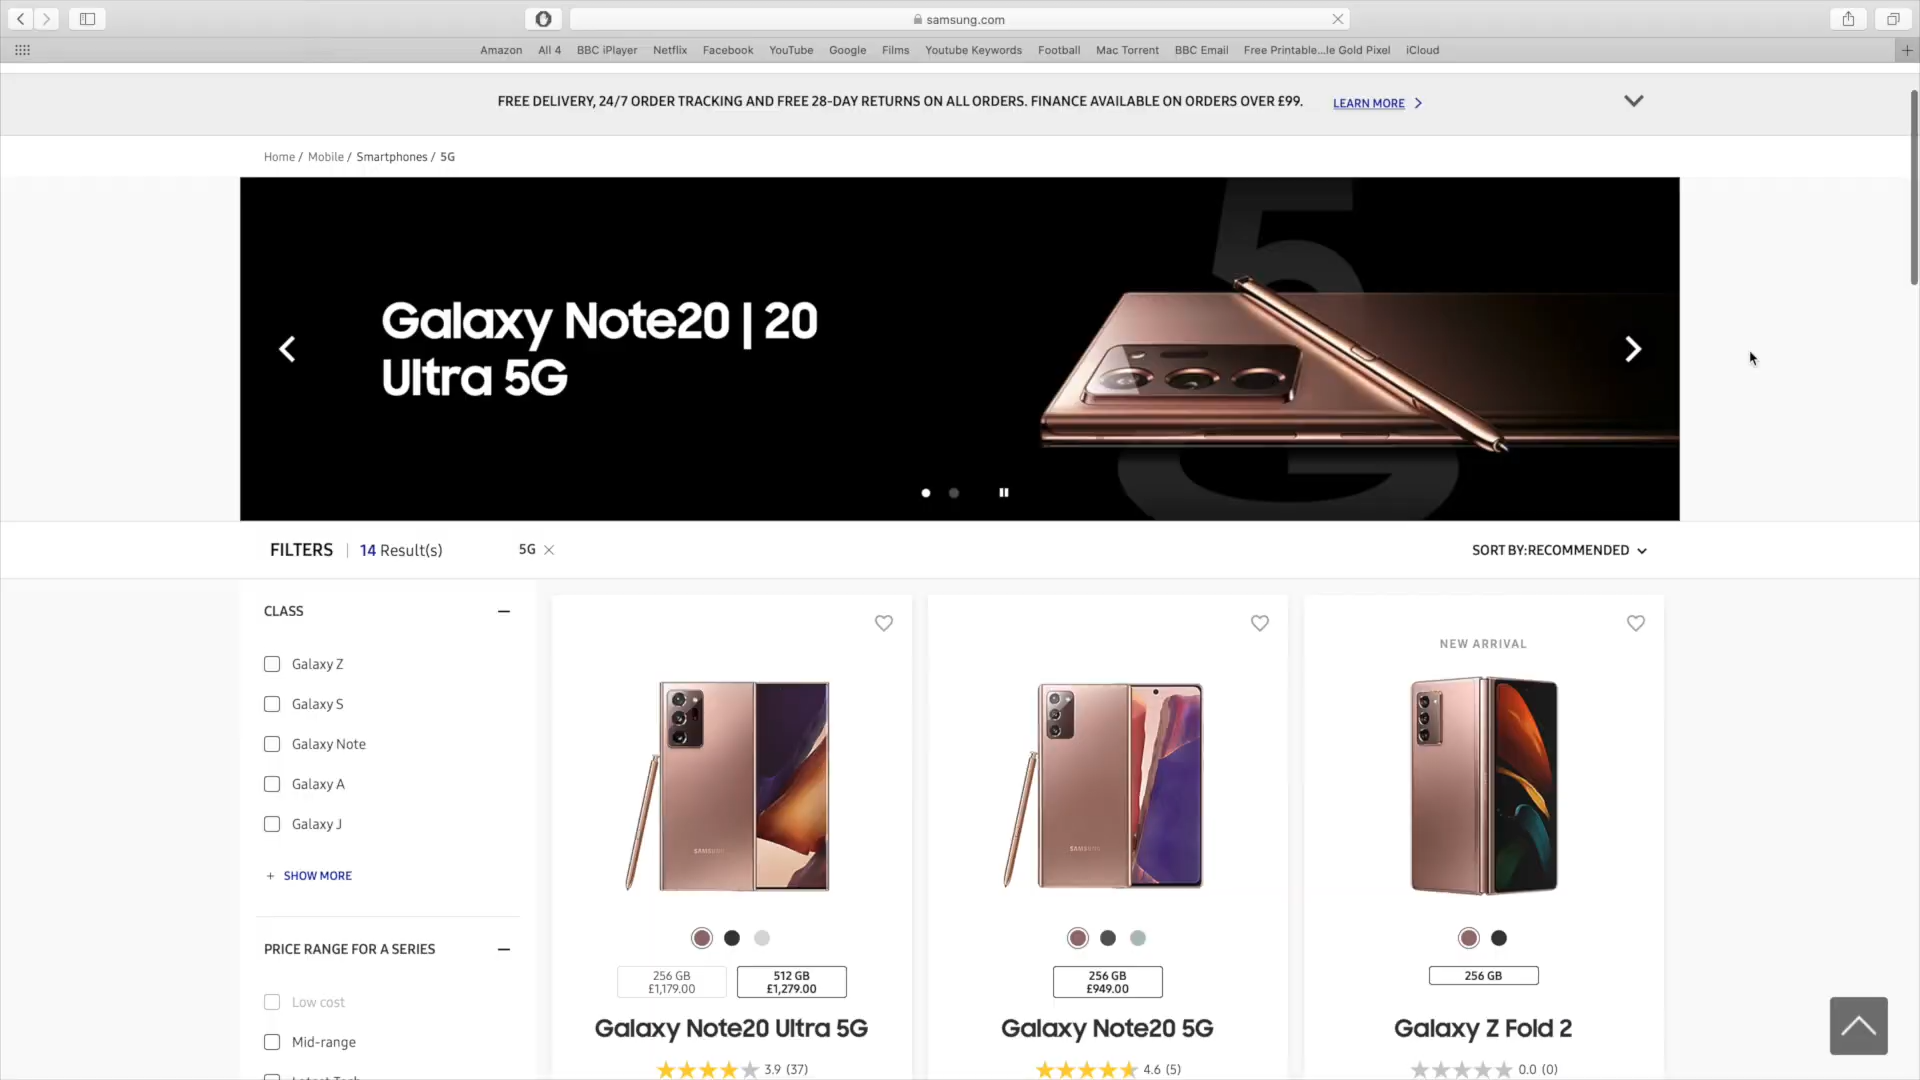 samsung.com
Amazon All 4 BBC iPlayer Netflix Facebook YouTube Google Films Youtube Keywords Football Mac Torrent BBC Email Free Printable...le Gold Pixel iCloud
FREE DELIVERY, 24/7 ORDER TRACKING AND FREE 28-DAY RETURNS ON ALL ORDERS. FINANCE AVAILABLE ON ORDERS OVER £99. LEARN MORE
Home / Mobile / Smartphones / 5G
5G
Galaxy Note20 | 20
Ultra 5G
FILTERS | 14 Result(s) 5G
SORT BY:RECOMMENDED
CLASS
Galaxy Z
Galaxy S
Galaxy Note
Galaxy A
Galaxy J
+ SHOW MORE
PRICE RANGE FOR A SERIES
Low cost
Mid-range
Latest Tech
SAMSUNG
256 GB
£1,179.00
512 GB
£1,279.00
Galaxy Note20 Ultra 5G
3.9 (37)
SAMSUNG
256 GB
£949.00
Galaxy Note20 5G
4.6 (5)
NEW ARRIVAL
256 GB
Galaxy Z Fold 2
0.0 (0)